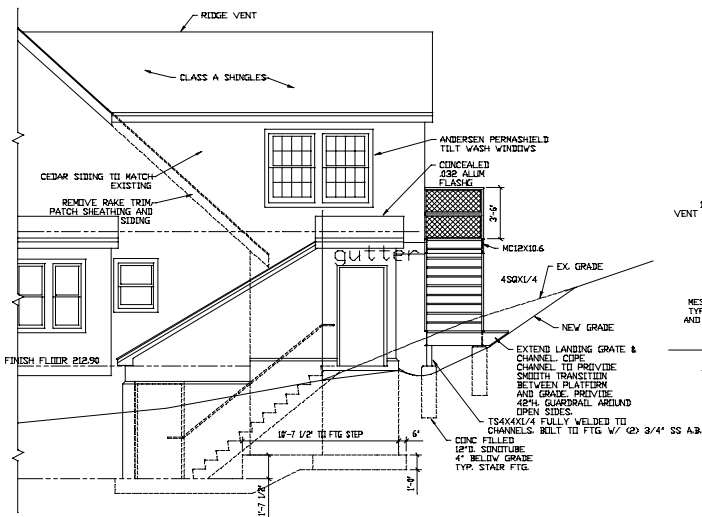 RIDGE VENT
CLASS A SHINGLES
ANDERSEN PERMASHIELD
TILT WASH WINDOWS
CONCEALED
.032 ALUM
FLASHG
CEDAR SIDING TO MATCH
EXISTING
REMOVE RAKE TRIM
PATCH SHEATHING AND
SIDING
3'-6"
VENT
MC12X10.6
gutter
EX. GRADE
4SQX1/4
MES
TYP
AND
NEW GRADE
FINISH FLOOR 212.90
EXTEND LANDING GRATE &
CHANNEL. COPE
CHANNEL TO PROVIDE
SMOOTH TRANSITION
BETWEEN PLATFORM
AND GRADE. PROVIDE
42"H. GUARDRAIL AROUND
OPEN SIDES.
TS4X4X1/4 FULLY WELDED TO
CHANNELS. BOLT TO FTG W/ (2) 3/4" SS A.B.
10'-7 1/2" TO FTG STEP
6"
CONC FILLED
12"D. SONOTUBE
4" BELOW GRADE
TYP. STAIR FTG.
1'-0"
1'-7 1/2"